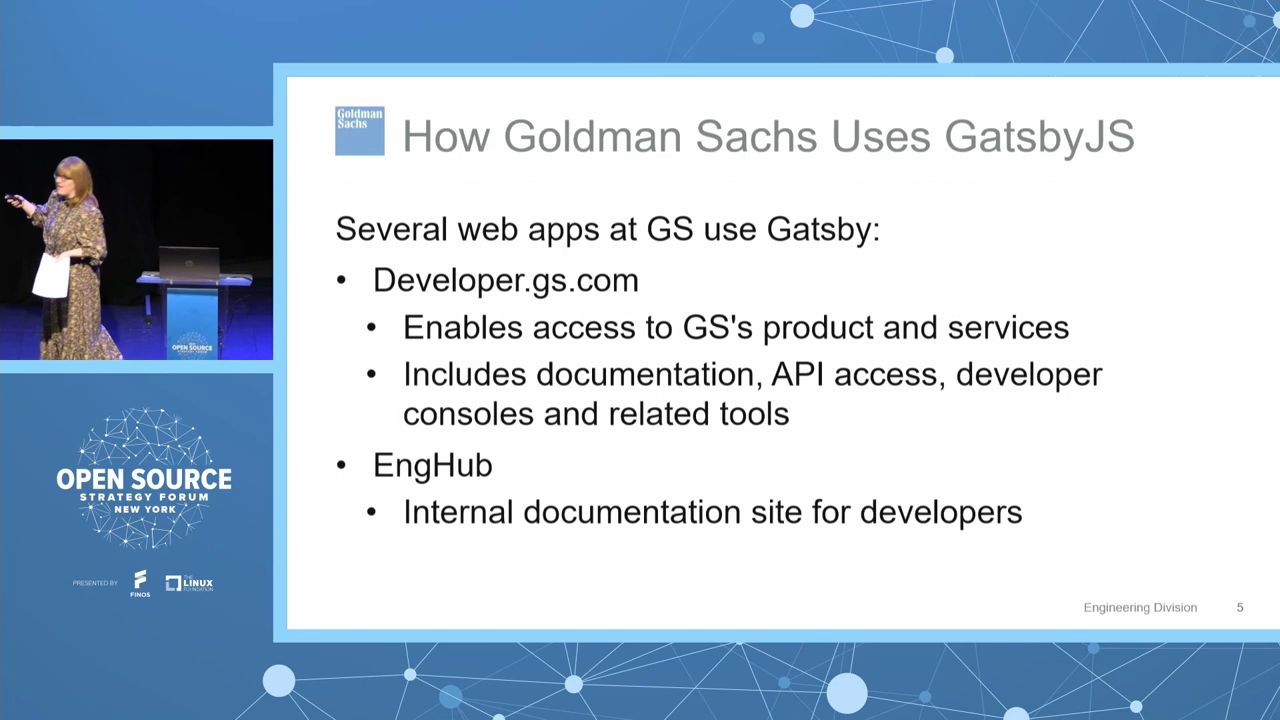 Goldman
Sachs
How Goldman Sachs Uses GatsbyJS
Several web apps at GS use Gatsby:
• Developer.gs.com
• Enables access to GS's product and services
• Includes documentation, API access, developer
consoles and related tools
• EngHub
• Internal documentation site for developers
Engineering Division 5
OPEN SOURCE
STRATEGY FORUM
OPEN SOURCE
STRATEGY FORUM
NEW YORK
PRESENTED BY
FINOS
THE
LINUX
FOUNDATION